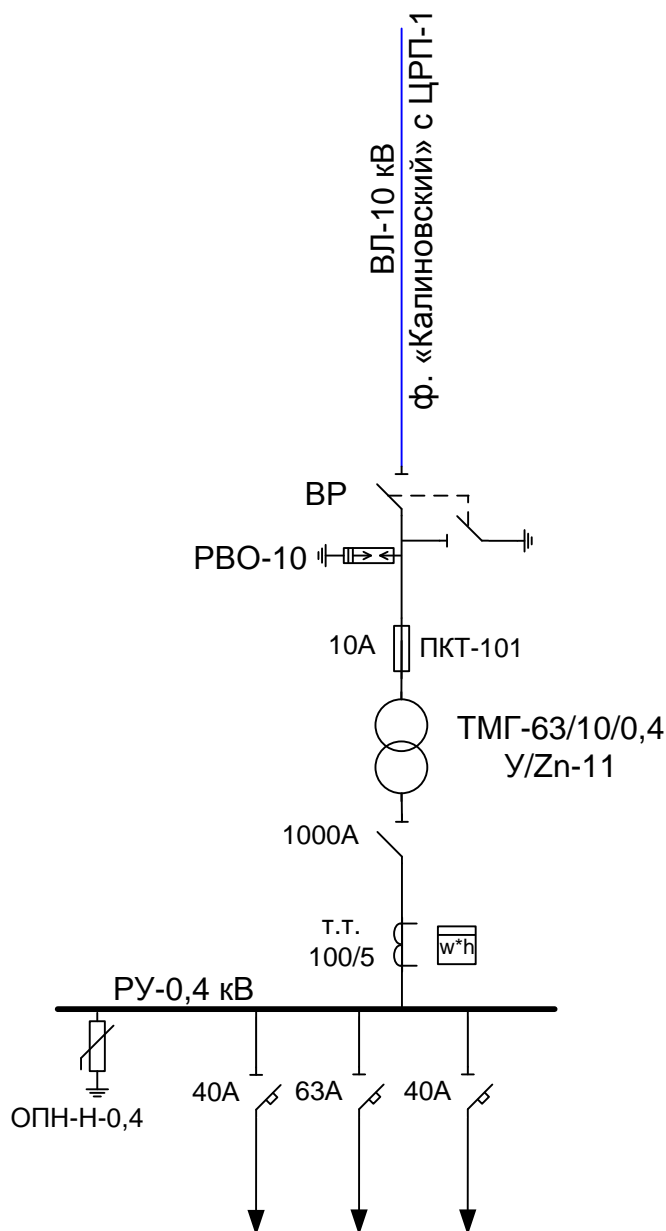 ВЛ-10 кВ
ф. «Калиновский» с ЦРП-1
ВР
РВО-10
10А
ПКТ-101
ТМГ-63/10/0,4
У/Zn-11
1000А
т.т.
100/5
w*h
РУ-0,4 кВ
40А
63А
40А
ОПН-Н-0,4